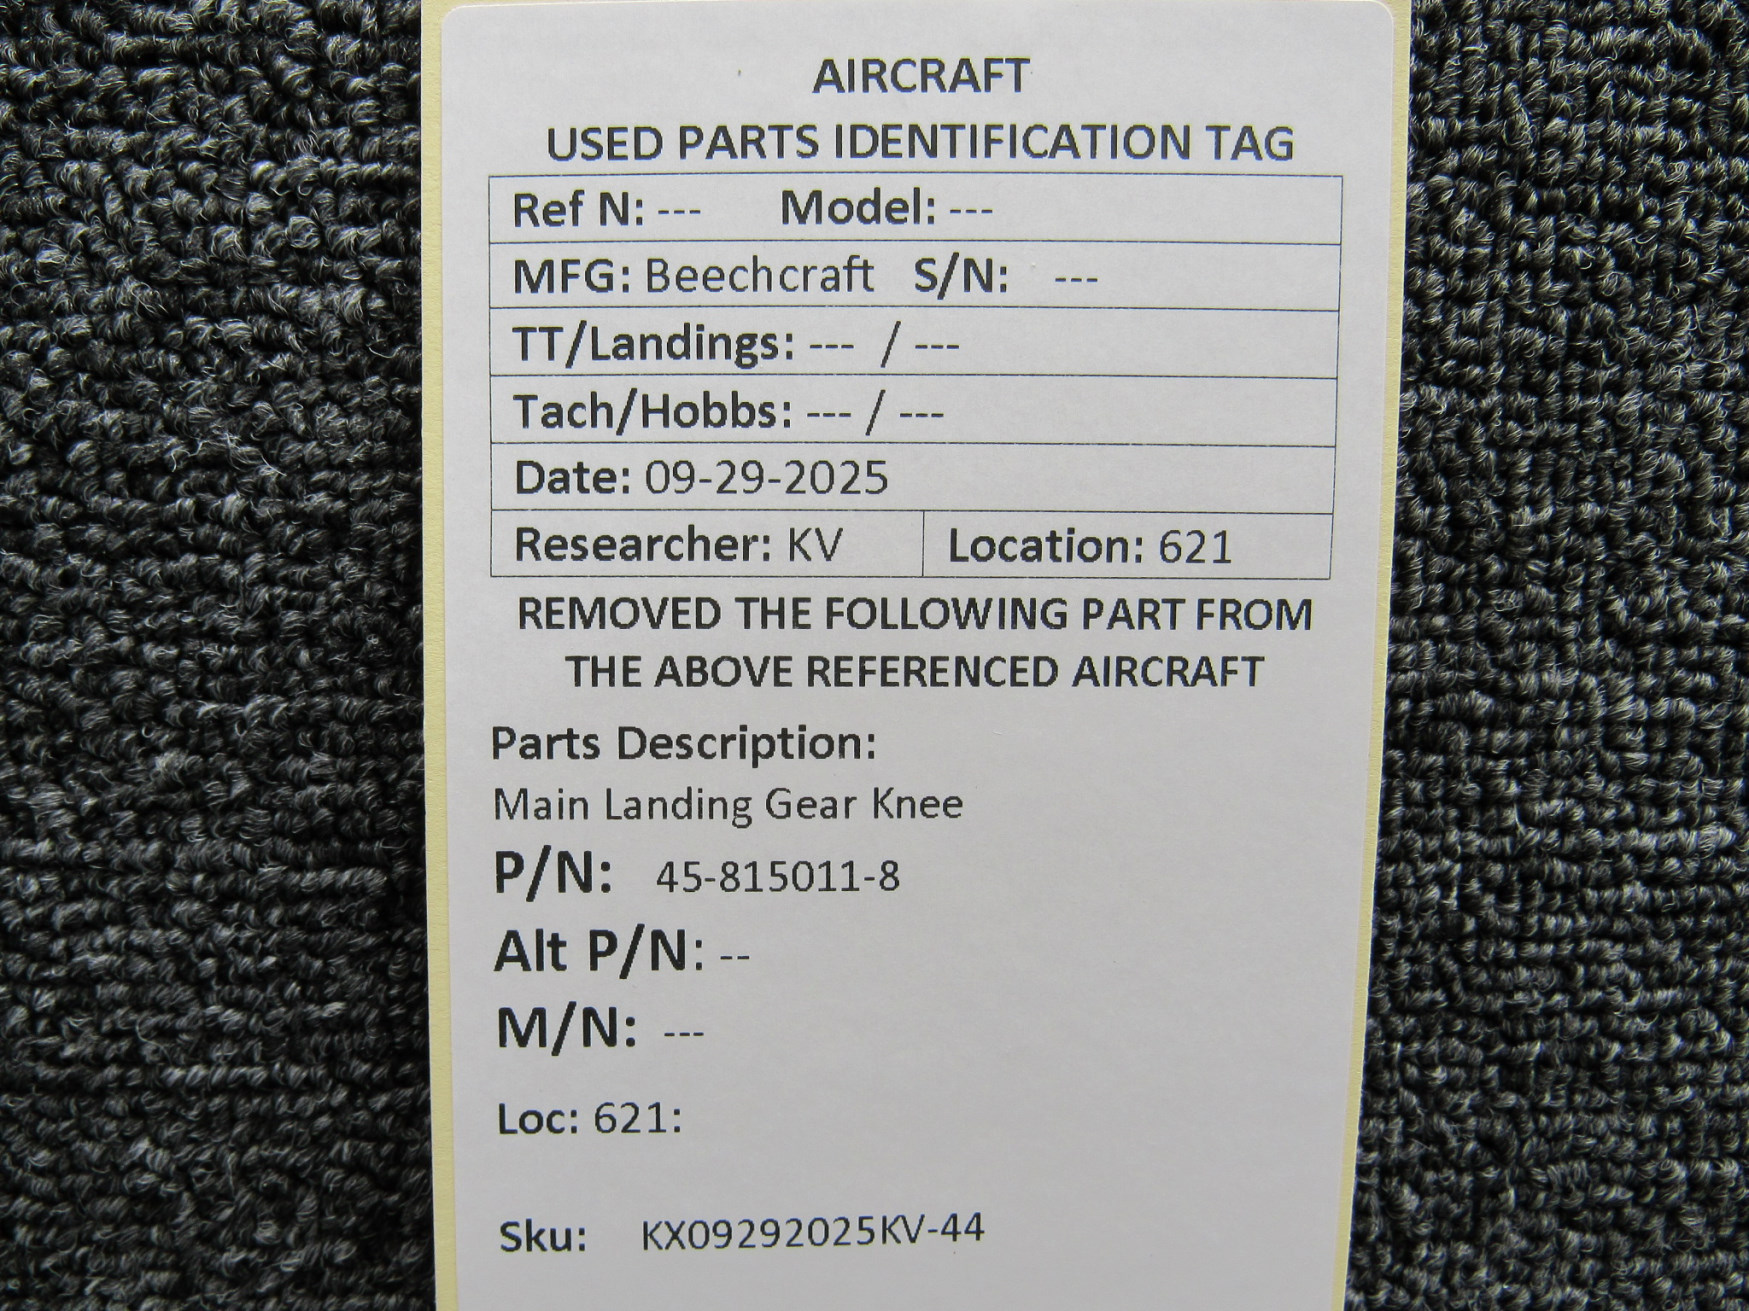 AIRCRAFT
USED PARTS IDENTIFICATION TAG
Ref N: --- Model: ---
MFG: Beechcraft S/N: ---
TT/Landings: --- / ---
Tach/Hobbs: --- / ---
Date: 09-29-2025
Researcher: KV Location: 621
REMOVED THE FOLLOWING PART FROM
THE ABOVE REFERENCED AIRCRAFT
Parts Description:
Main Landing Gear Knee
P/N: 45-815011-8
Alt P/N: --
M/N: ---
Loc: 621:
Sku: KX09292025KV-44